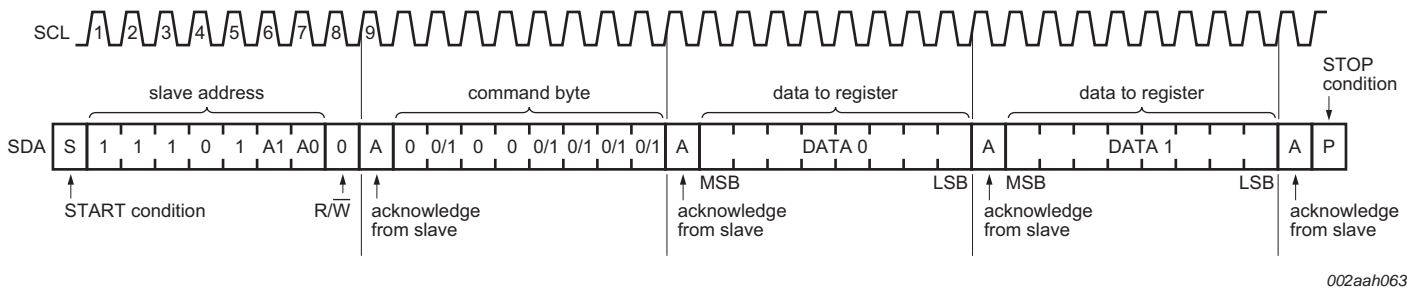 SCL 1 2 3 4 5 6 7 8 9
STOP
condition
slave address command byte data to register data to register
SDA S 1 1 1 0 1 A1 A0 0 A 0 0/1 0 0 0/1 0/1 0/1 0/1 A DATA 0 A DATA 1 A P
MSB LSB MSB LSB
START condition R/W̅ acknowledge acknowledge acknowledge acknowledge
from slave from slave from slave from slave
002aah063